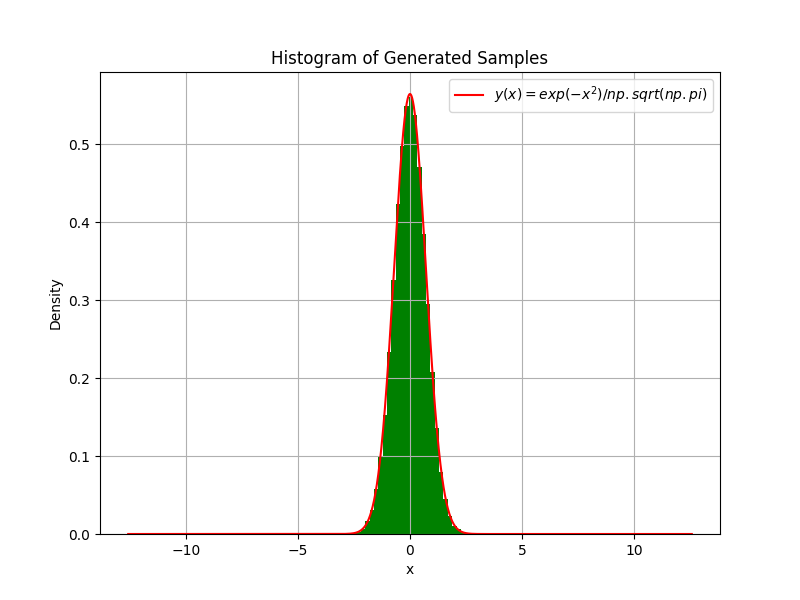 Histogram of Generated Samples
y(x) = exp(−x²)/np.sqrt(np.pi)
0.5
0.4
0.3
0.2
0.1
0.0
Density
−10
−5
0
5
10
x